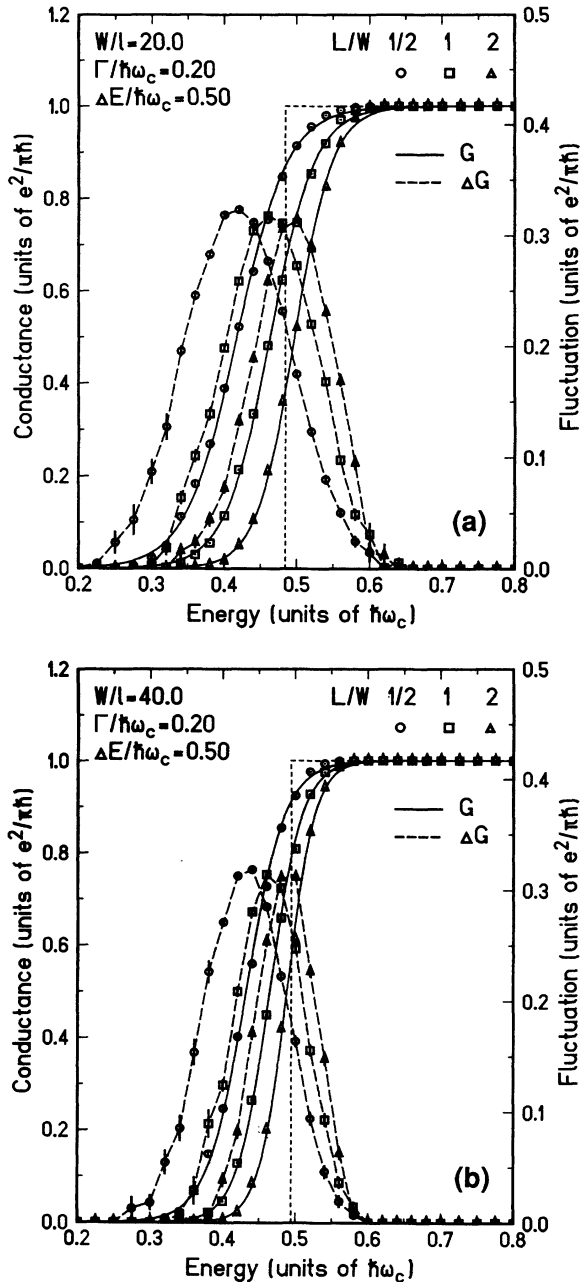 1.2
1.0
0.8
0.6
0.4
0.2
0.0
Conductance (units of e²/πħ)
W/l=20.0
Γ/ħω_c=0.20
ΔE/ħω_c=0.50
L/W 1/2 1 2
G
ΔG
(a)
0.5
0.4
0.3
0.2
0.1
0.0
Fluctuation (units of e²/πħ)
0.2 0.3 0.4 0.5 0.6 0.7 0.8
Energy (units of ħω_c)
1.2
1.0
0.8
0.6
0.4
0.2
0.0
Conductance (units of e²/πħ)
W/l=40.0
Γ/ħω_c=0.20
ΔE/ħω_c=0.50
L/W 1/2 1 2
G
ΔG
(b)
0.5
0.4
0.3
0.2
0.1
0.0
Fluctuation (units of e²/πħ)
0.2 0.3 0.4 0.5 0.6 0.7 0.8
Energy (units of ħω_c)